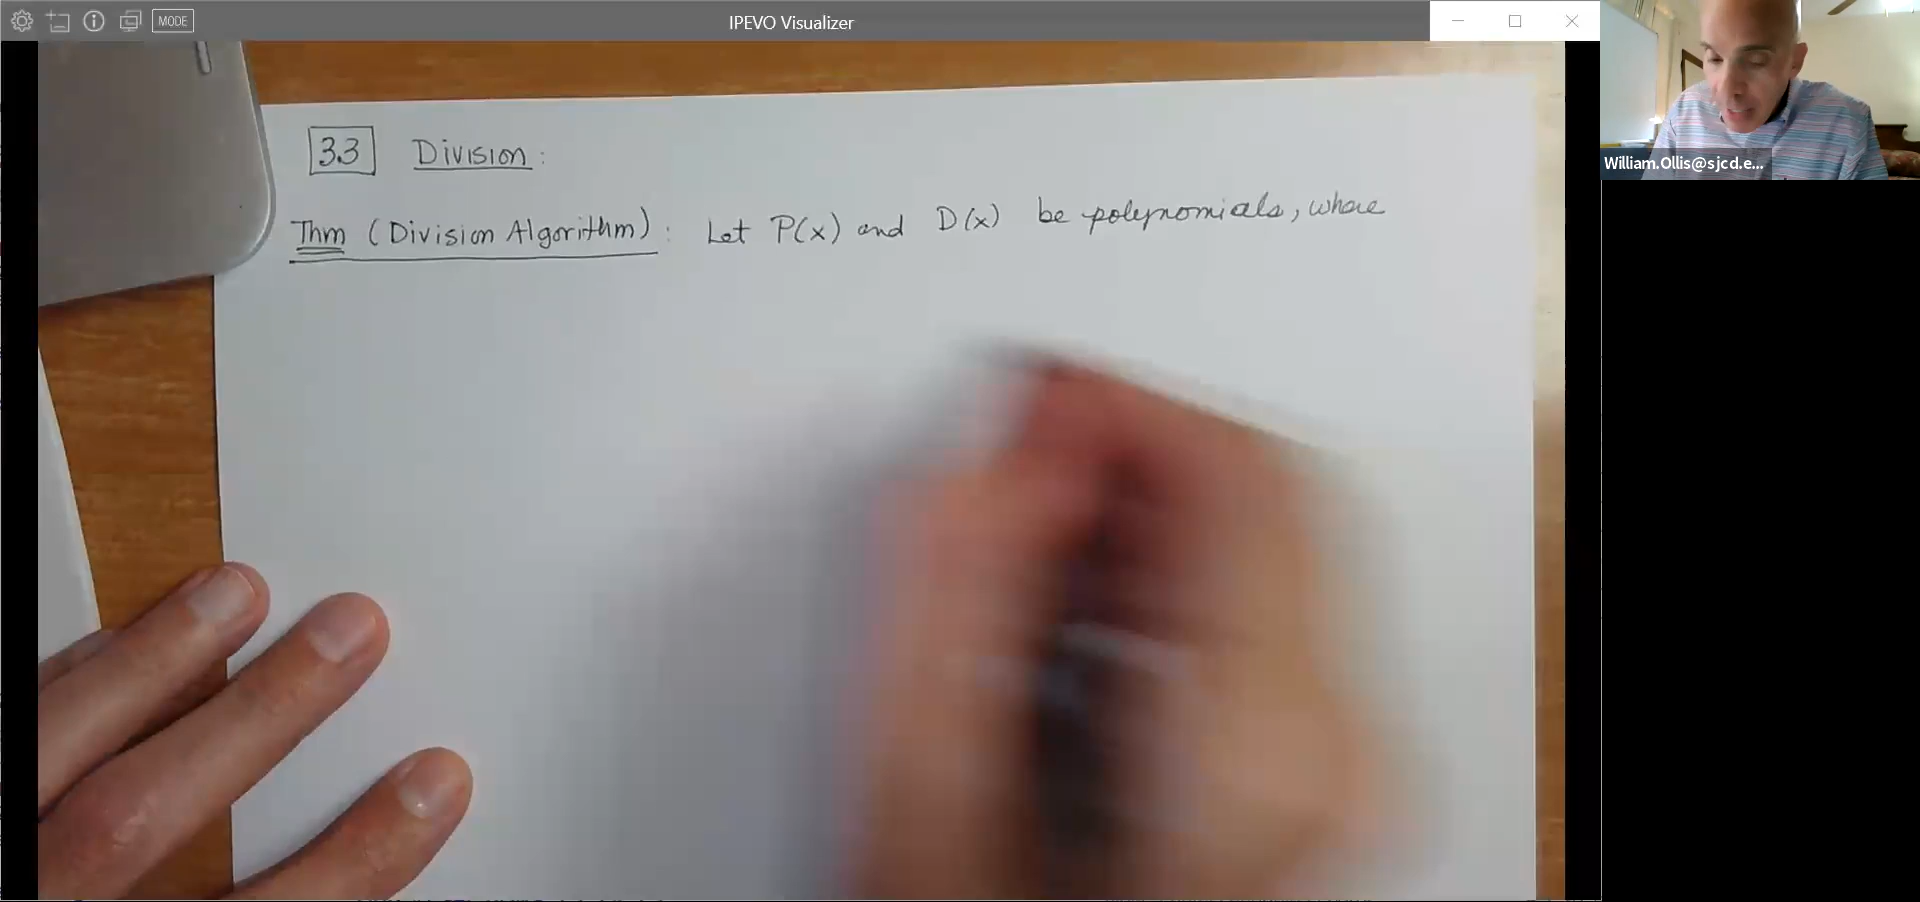 MODE
IPEVO Visualizer
3.3 Division:
Thm (Division Algorithm): Let P(x) and D(x) be polynomials, where
William.Ollis@sjcd.e...